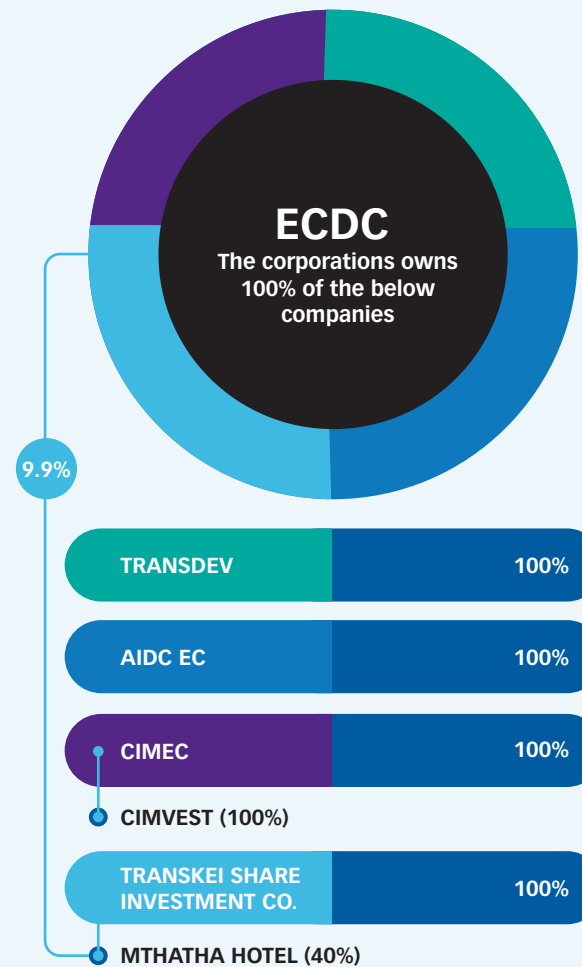 ECDC
The corporations owns
100% of the below
companies
9.9%
TRANSDEV 100%
AIDC EC 100%
CIMEC 100%
CIMVEST (100%)
TRANSKEI SHARE
INVESTMENT CO. 100%
MTHATHA HOTEL (40%)